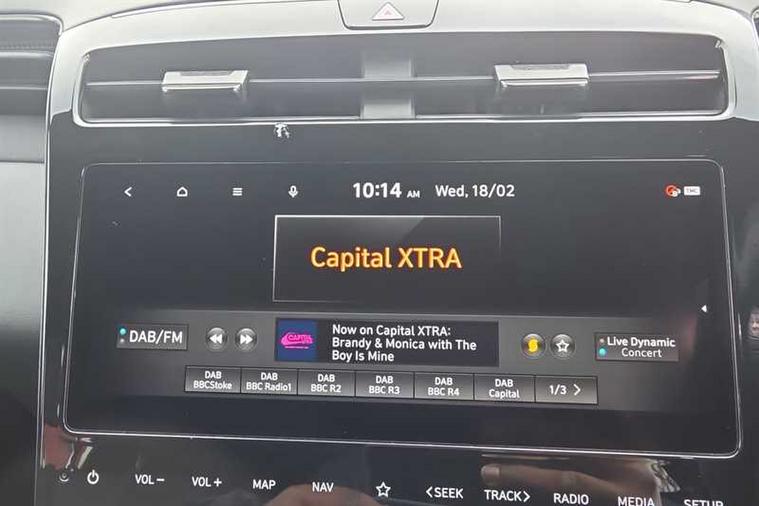 10:14 AM Wed, 18/02
TMC
Capital XTRA
DAB/FM
CAPITAL
Now on Capital XTRA:
Brandy & Monica with The
Boy Is Mine
Live Dynamic
Concert
DAB
BBCStoke
DAB
BBC Radio1
DAB
BBC R2
DAB
BBC R3
DAB
BBC R4
DAB
Capital
1/3 >
VOL−
VOL+
MAP
NAV
<SEEK
TRACK>
RADIO
MEDIA
SETUP